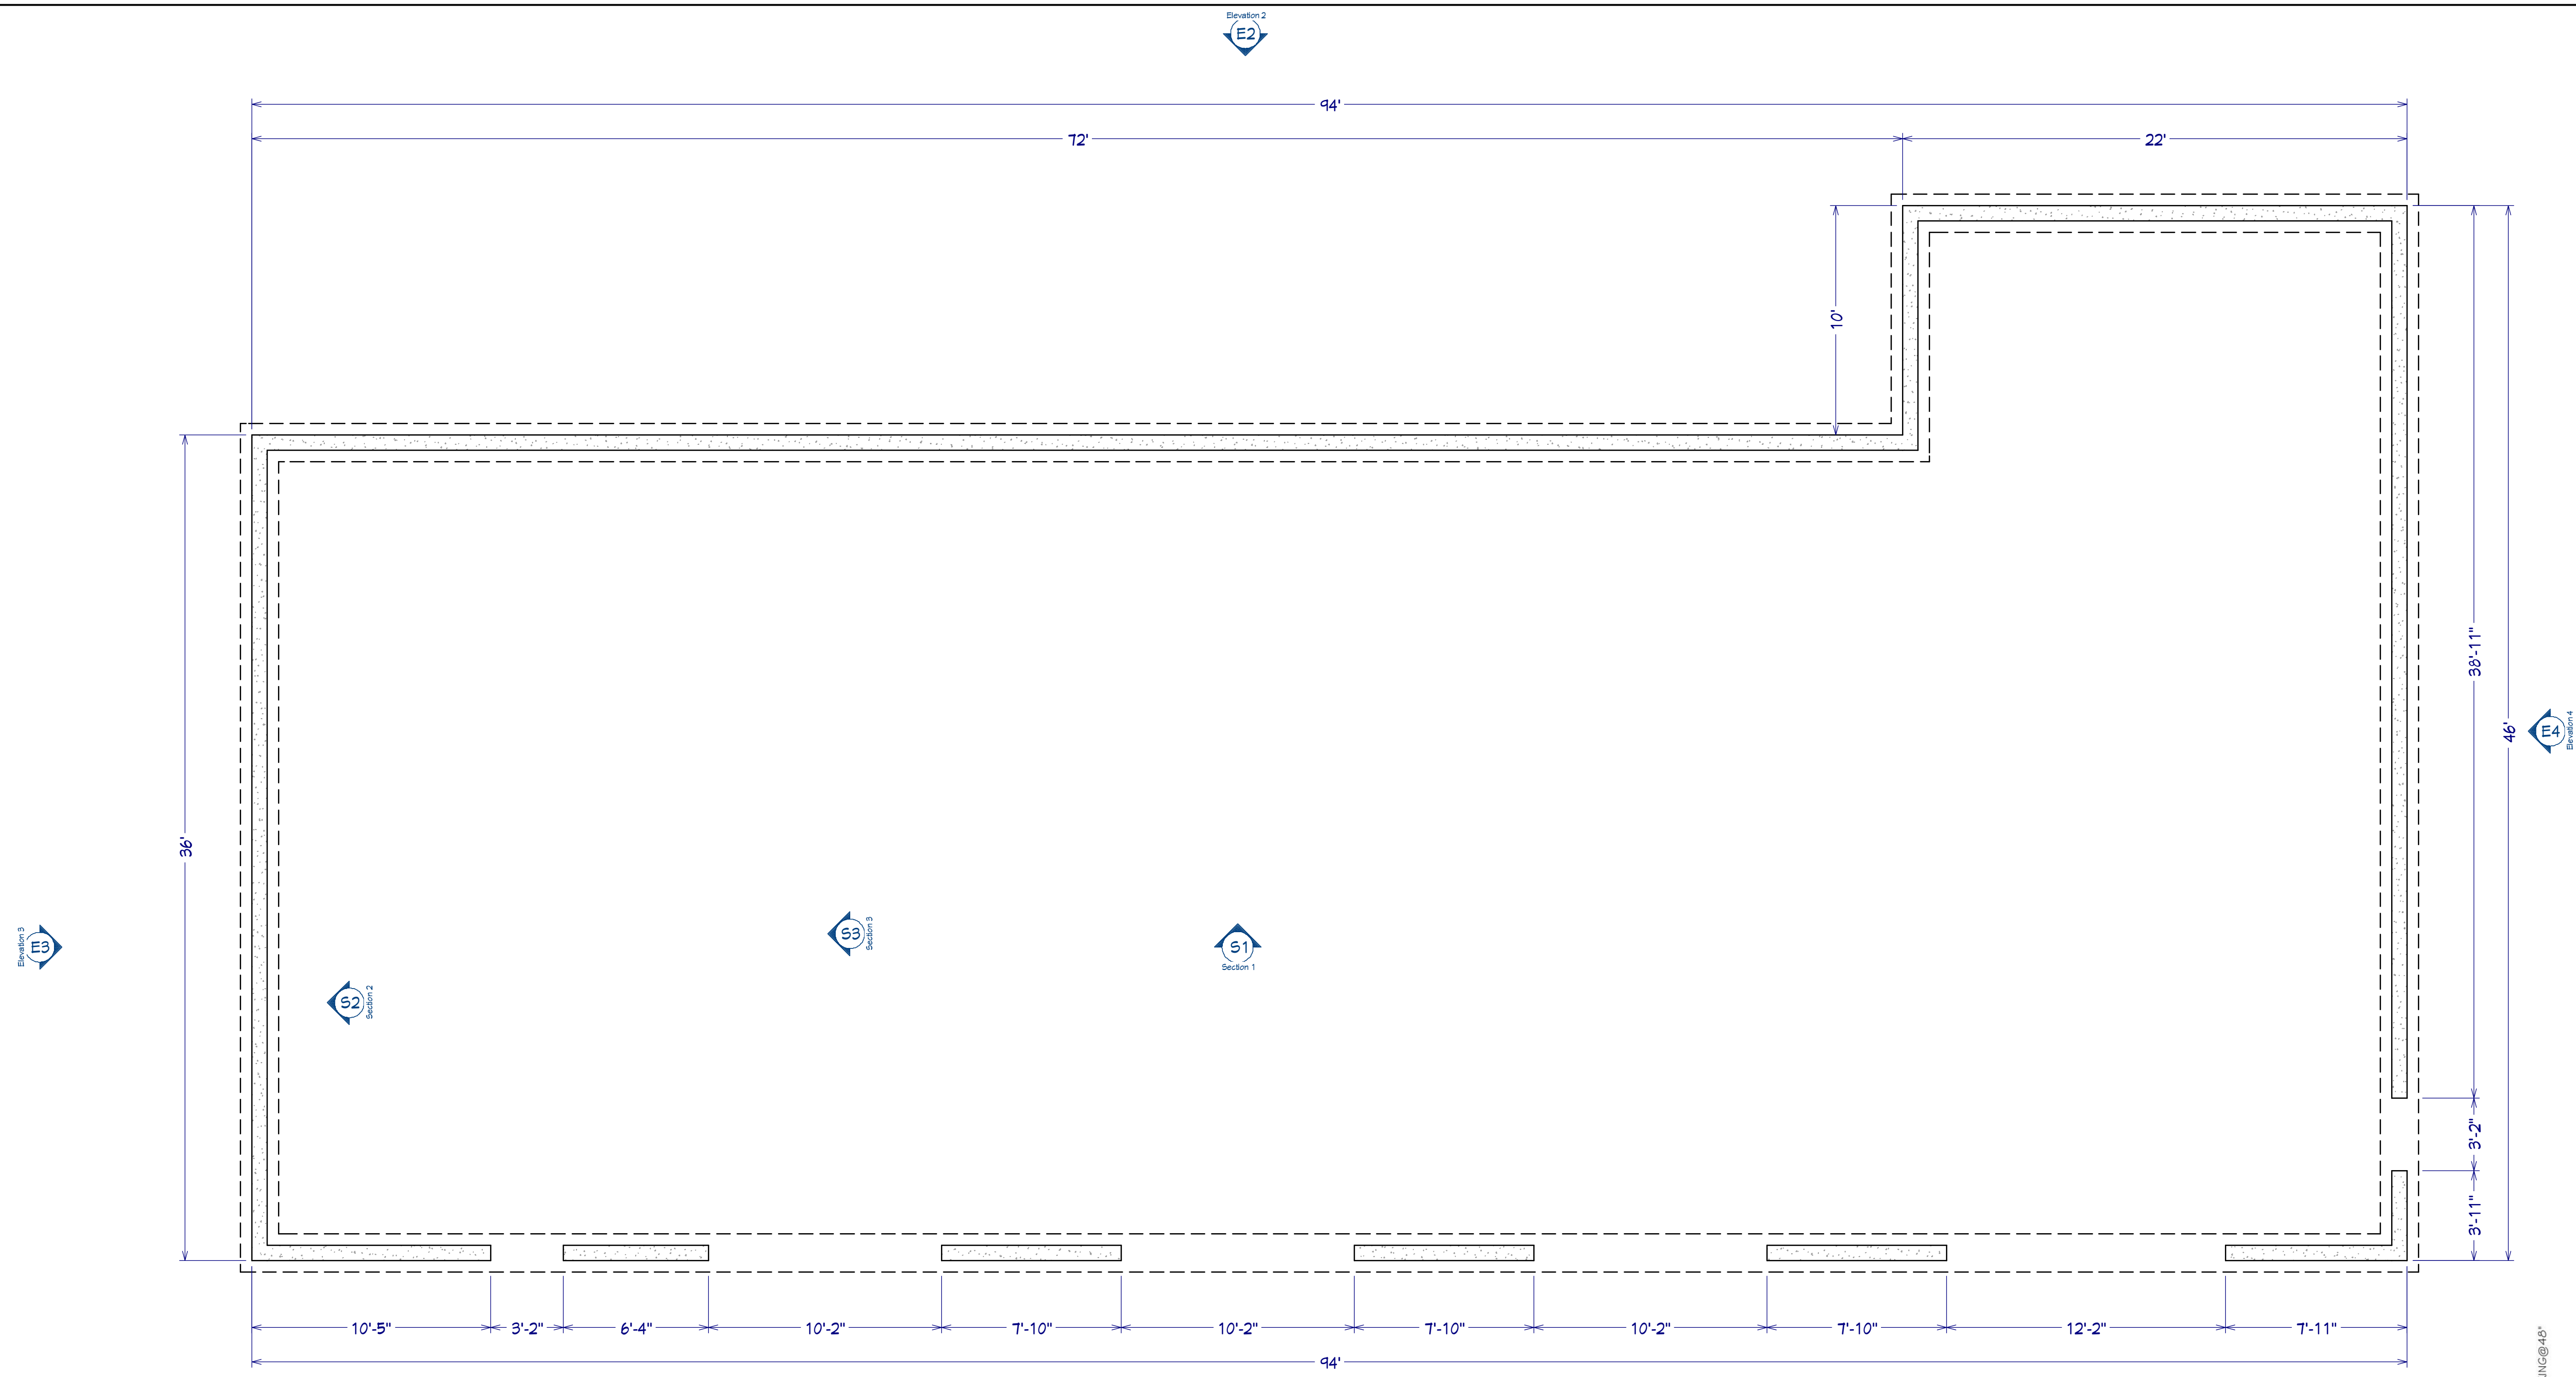 Elevation 2
E2
94'
72'
22'
10'
38'-11"
46'
E4
Elevation 4
36'
Elevation 3
E3
S3
Section 3
S1
Section 1
S2
Section 2
3'-2"
3'-11"
10'-5"
3'-2"
6'-4"
10'-2"
7'-10"
10'-2"
7'-10"
10'-2"
7'-10"
12'-2"
7'-11"
94'
ING@48"